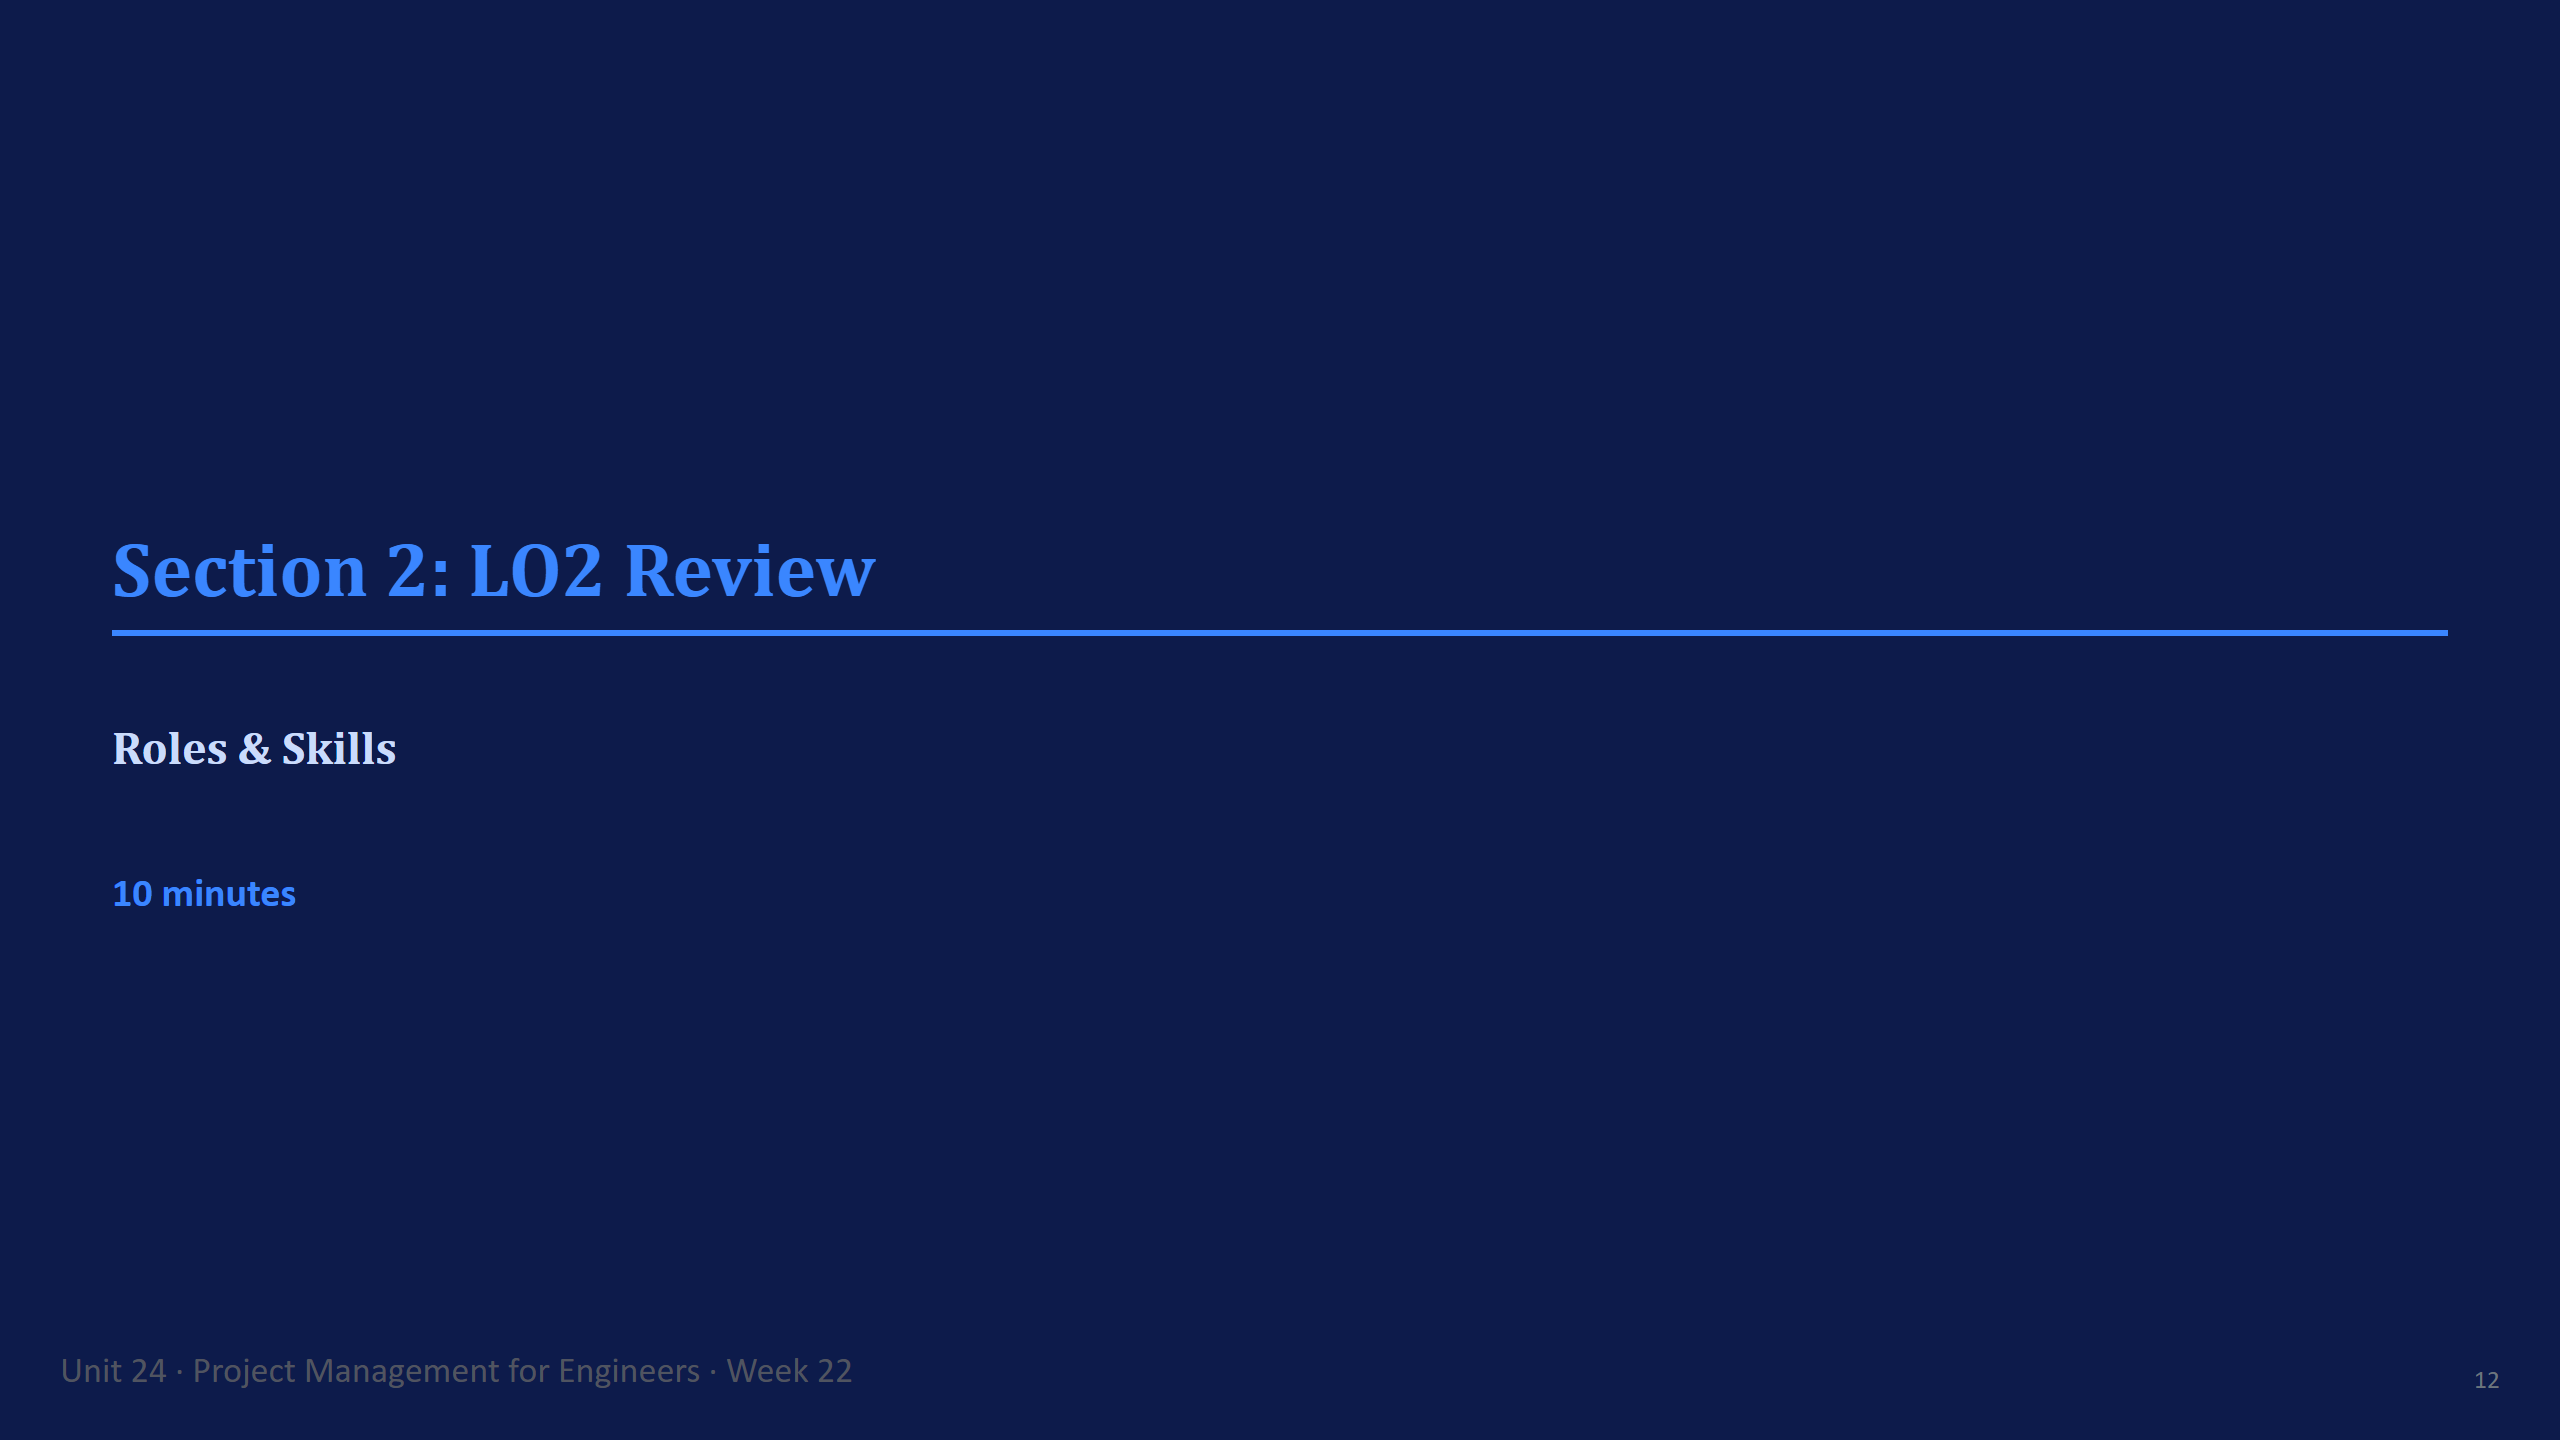 Section 2: LO2 Review
Roles & Skills
10 minutes
Unit 24 · Project Management for Engineers · Week 22
12